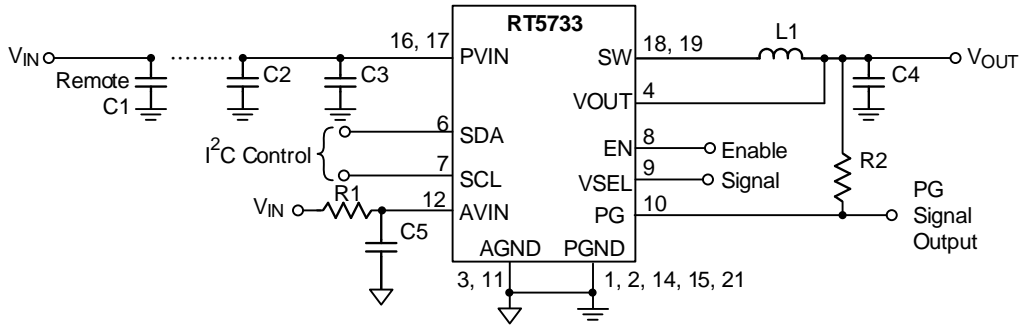 RT5733
VIN
16, 17
PVIN
SW
18, 19
L1
VOUT
Remote
C1
C2
C3
C4
VOUT
4
6
SDA
I²C Control
7
SCL
EN
8
Enable
R2
VSEL
9
Signal
VIN
R1
12
AVIN
PG
10
PG
Signal
Output
C5
AGND
PGND
3, 11
1, 2, 14, 15, 21